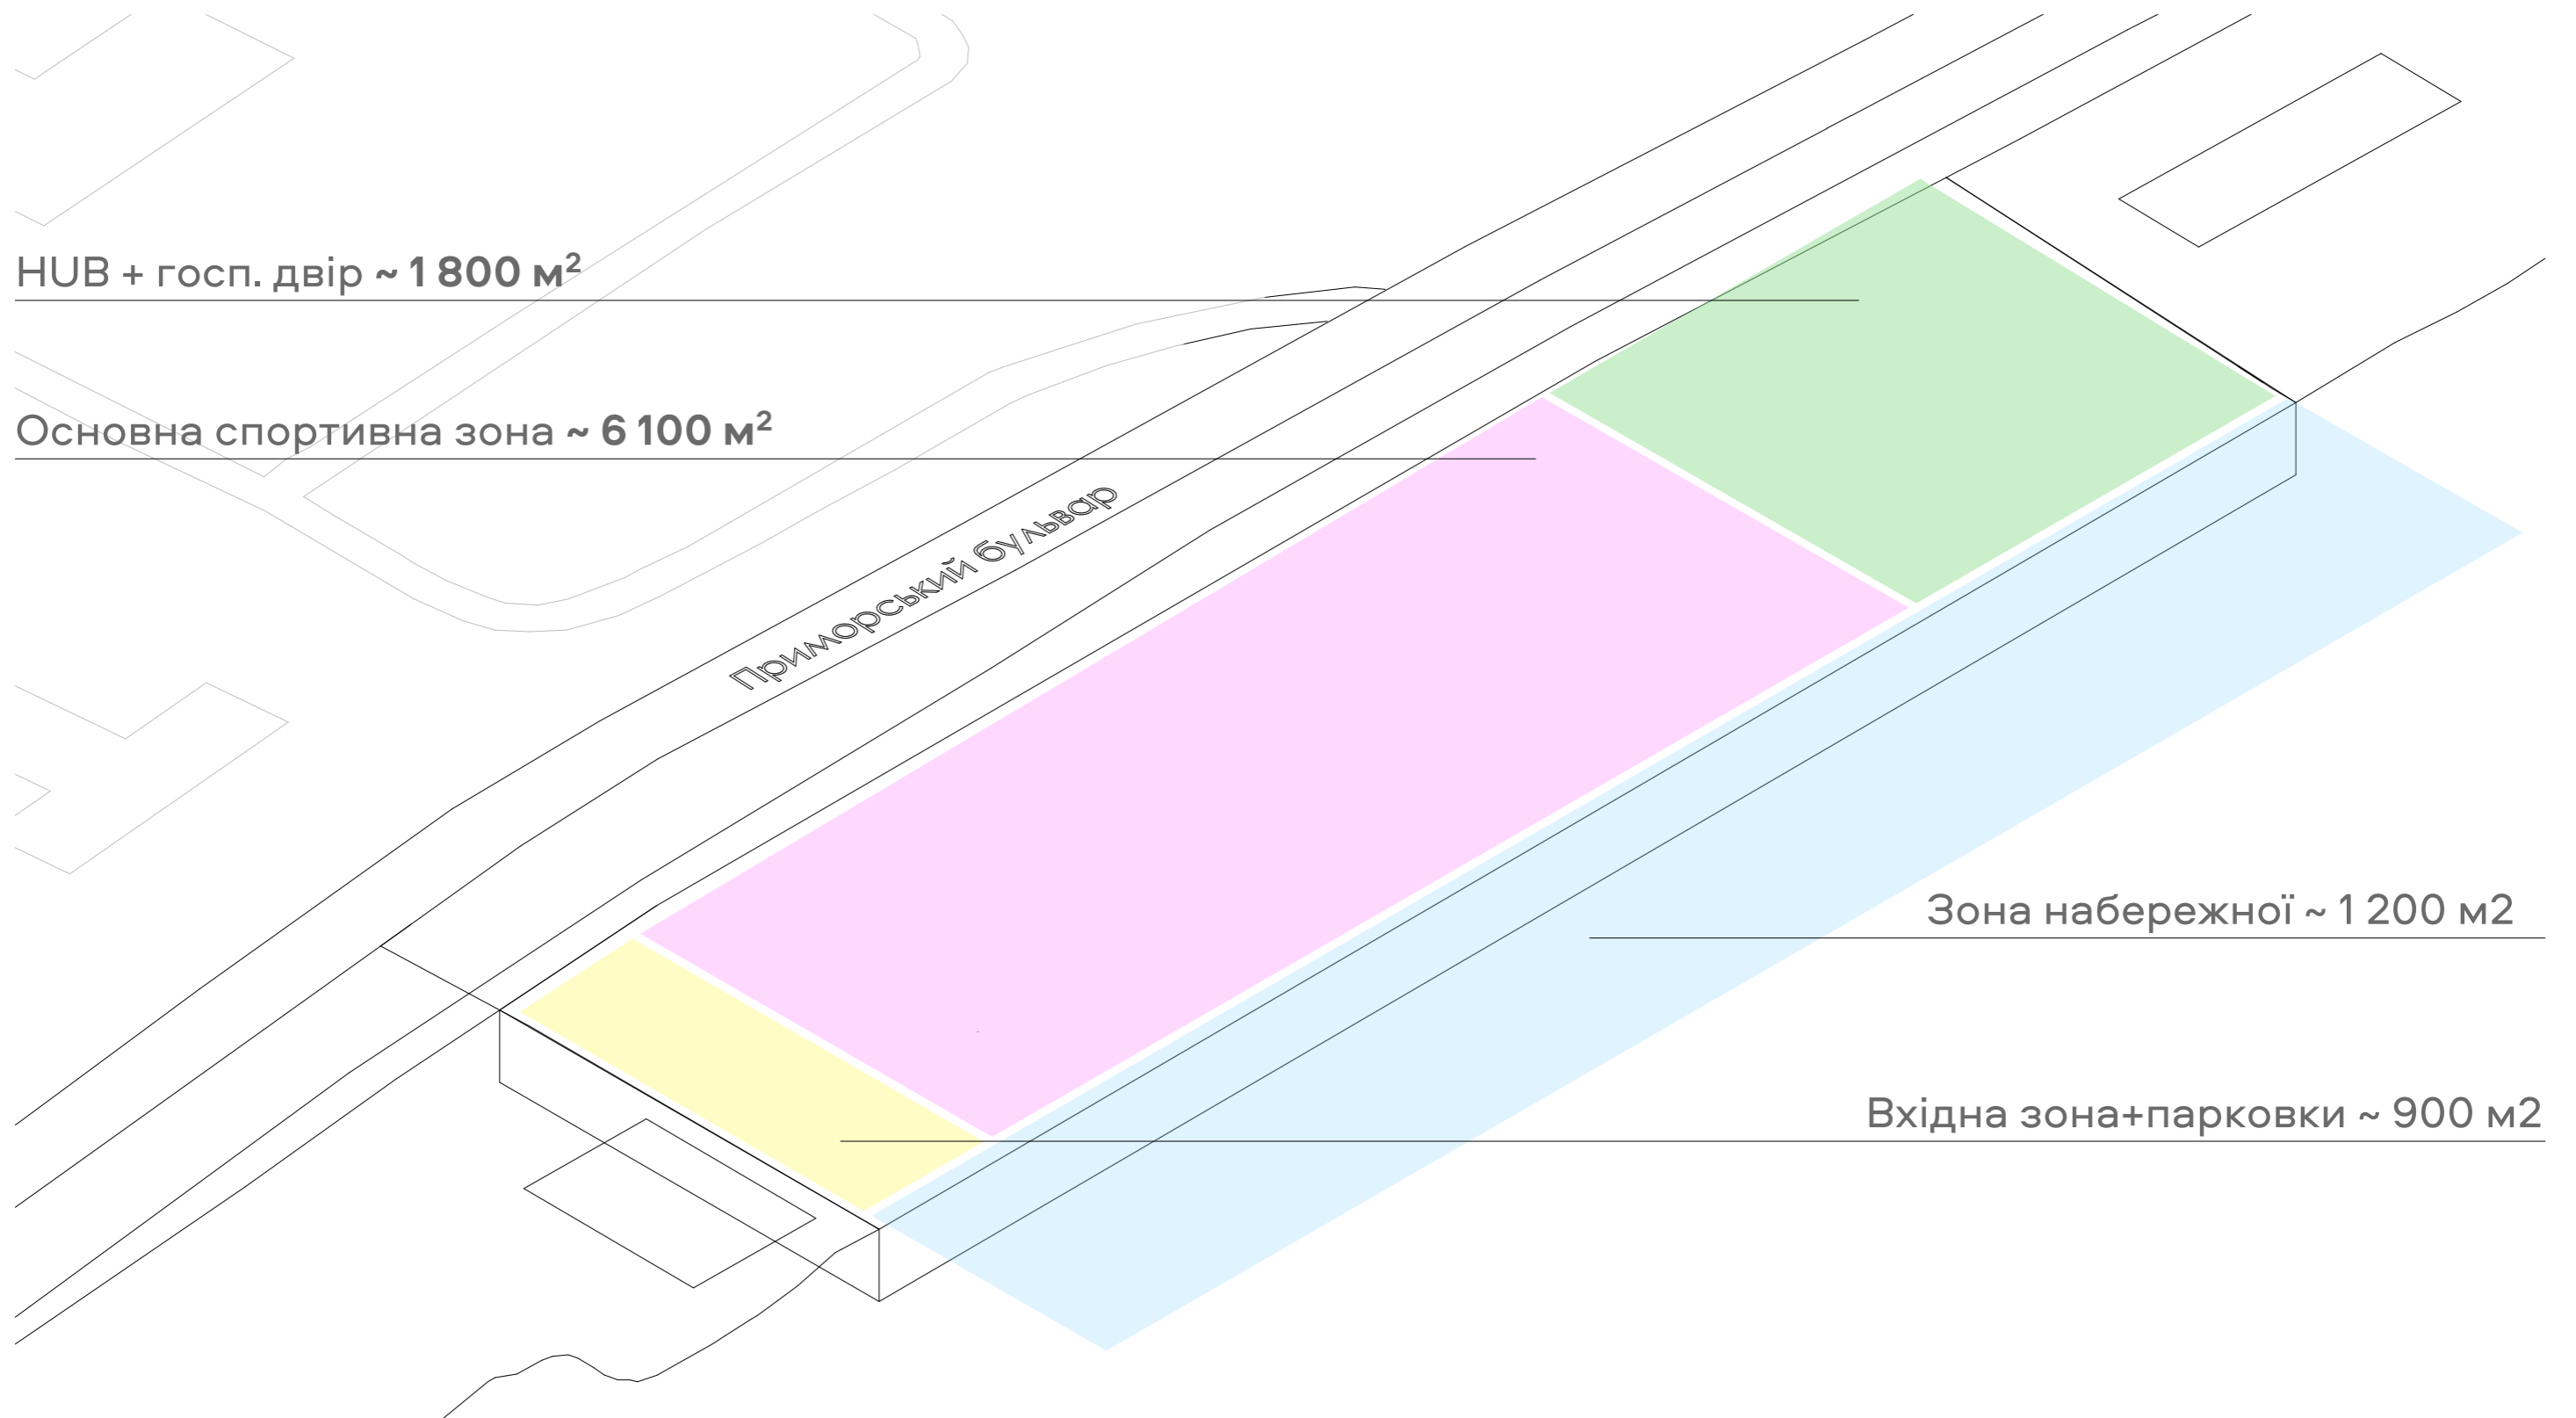 HUB + госп. двір ~ 1 800 м²
Основна спортивна зона ~ 6 100 м²
Приморський бульвар
Зона набережної ~ 1 200 м2
Вхідна зона+парковки ~ 900 м2